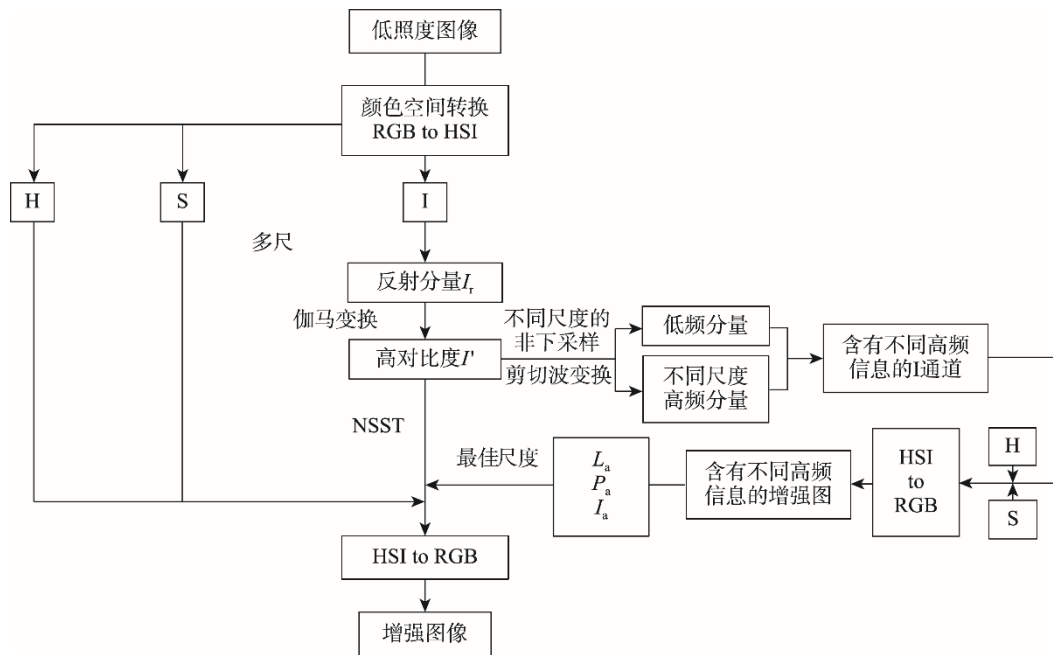 低照度图像
颜色空间转换
RGB to HSI
H
S
I
多尺
反射分量Ir
伽马变换
高对比度I'
不同尺度的
非下采样
剪切波变换
低频分量
不同尺度
高频分量
含有不同高频
信息的I通道
NSST
最佳尺度
La
Pa
Ia
含有不同高频
信息的增强图
HSI
to
RGB
H
S
HSI to RGB
增强图像